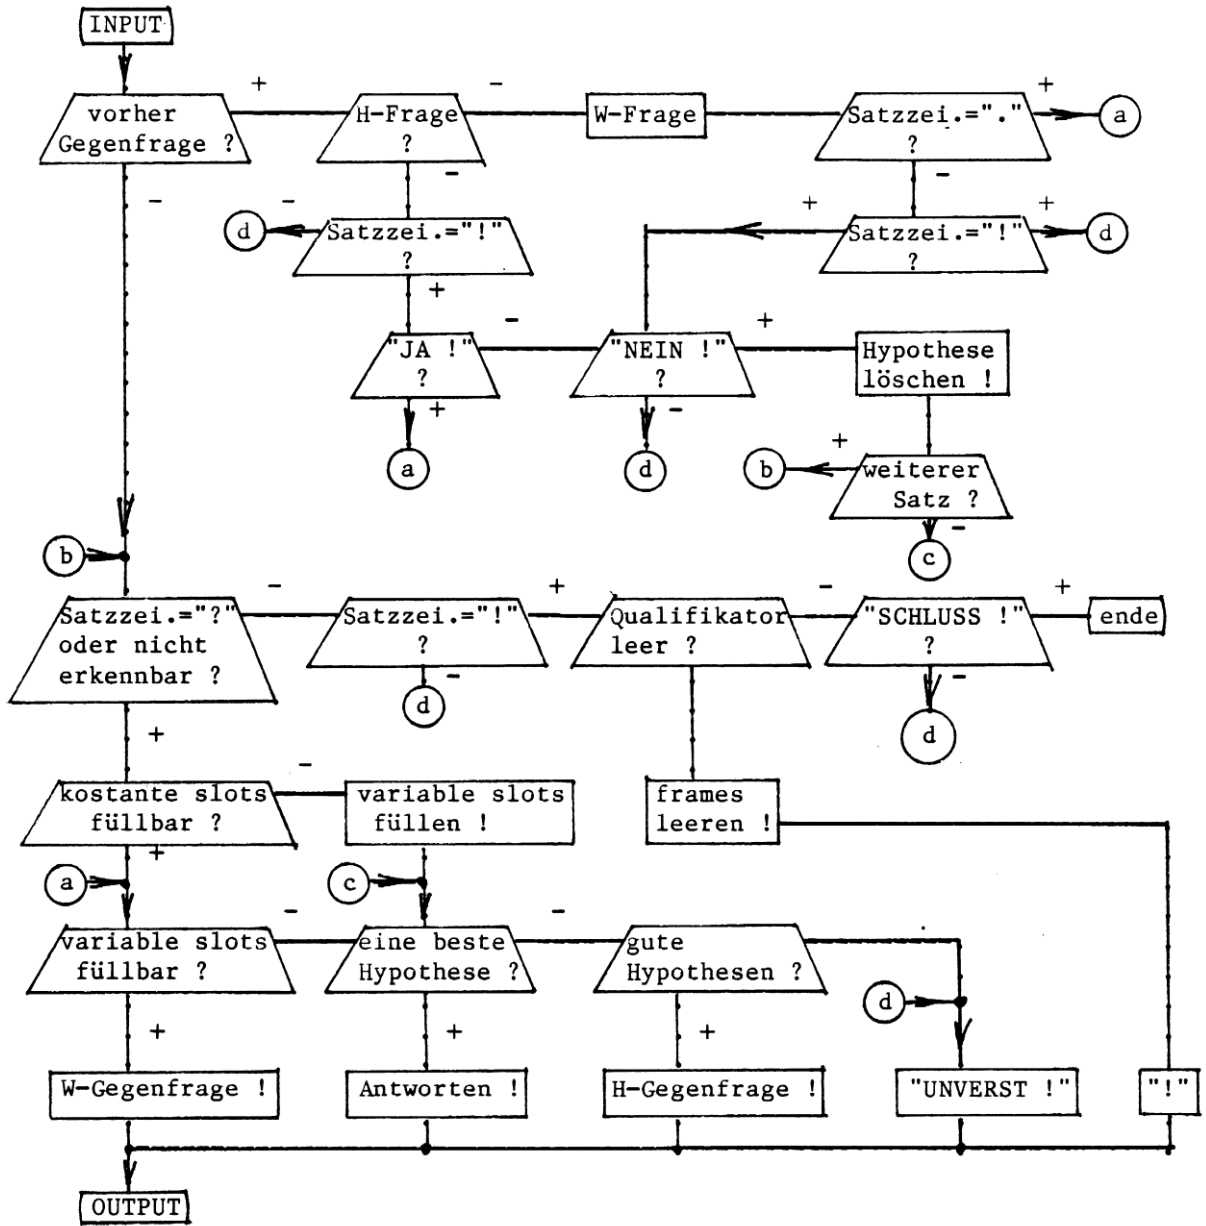 INPUT
+
-
+
vorher
Gegenfrage ?
H-Frage
?
W-Frage
Satzzei.="."
?
a
-
-
-
-
+
+
d
Satzzei.="!"
?
Satzzei.="!"
?
d
+
-
+
"JA !"
?
"NEIN !"
?
Hypothese
löschen !
+
-
a
d
+
b
weiterer
Satz ?
-
b
c
-
+
-
+
Satzzei.="?"
oder nicht
erkennbar ?
Satzzei.="!"
?
Qualifikator
leer ?
"SCHLUSS !"
?
ende
-
-
d
d
+
-
kostante slots
füllbar ?
variable slots
füllen !
frames
leeren !
+
a
c
-
-
variable slots
füllbar ?
eine beste
Hypothese ?
gute
Hypothesen ?
d
+
+
+
W-Gegenfrage !
Antworten !
H-Gegenfrage !
"UNVERST !"
"!"
OUTPUT